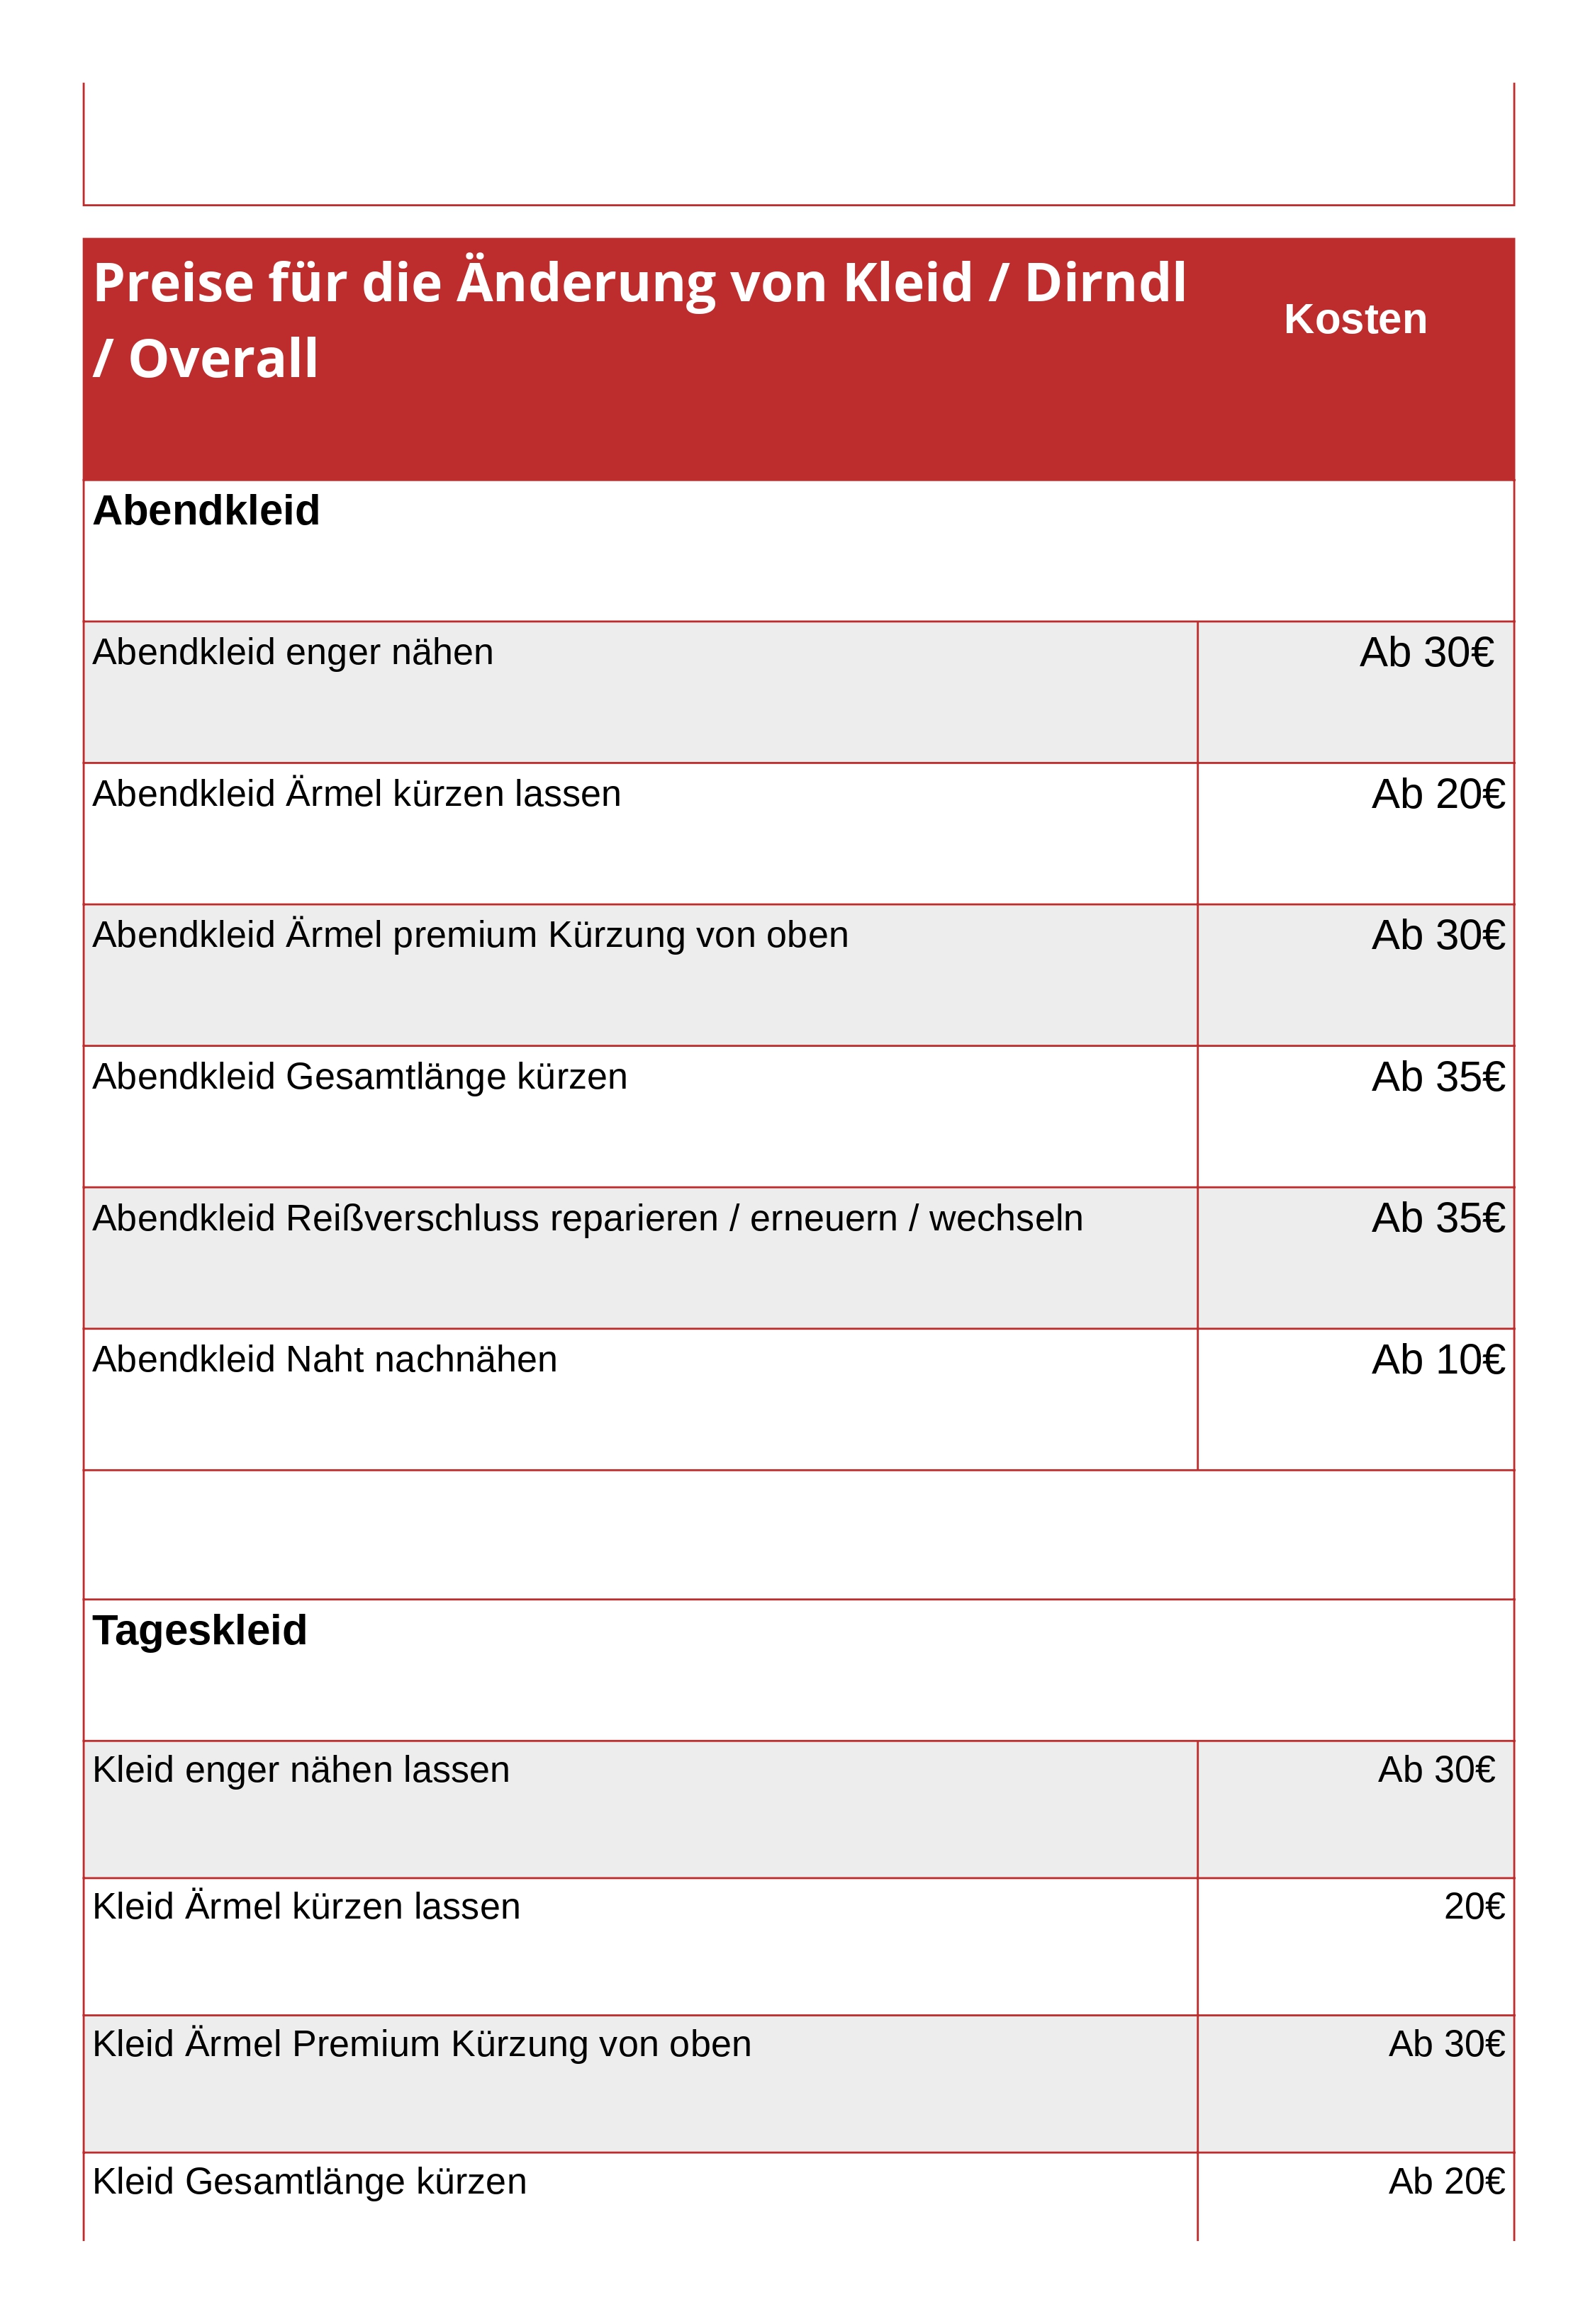 Preise für die Änderung von Kleid / Dirndl
/ Overall
Kosten
Abendkleid
Abendkleid enger nähen Ab 30€
Abendkleid Ärmel kürzen lassen Ab 20€
Abendkleid Ärmel premium Kürzung von oben Ab 30€
Abendkleid Gesamtlänge kürzen Ab 35€
Abendkleid Reißverschluss reparieren / erneuern / wechseln Ab 35€
Abendkleid Naht nachnähen Ab 10€
Tageskleid
Kleid enger nähen lassen Ab 30€
Kleid Ärmel kürzen lassen 20€
Kleid Ärmel Premium Kürzung von oben Ab 30€
Kleid Gesamtlänge kürzen Ab 20€